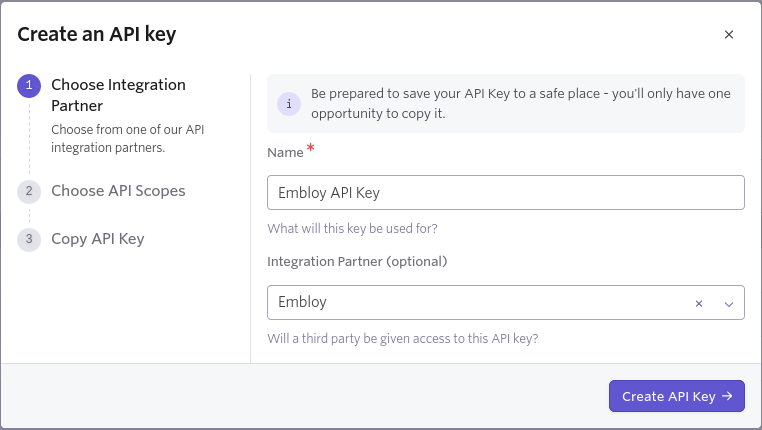 Create an API key
1
Choose Integration
Partner
Choose from one of our API
integration partners.
2
Choose API Scopes
3
Copy API Key
i
Be prepared to save your API Key to a safe place - you'll only have one
opportunity to copy it.
Name *
Embloy API Key
What will this key be used for?
Integration Partner (optional)
Embloy
Will a third party be given access to this API key?
Create API Key →